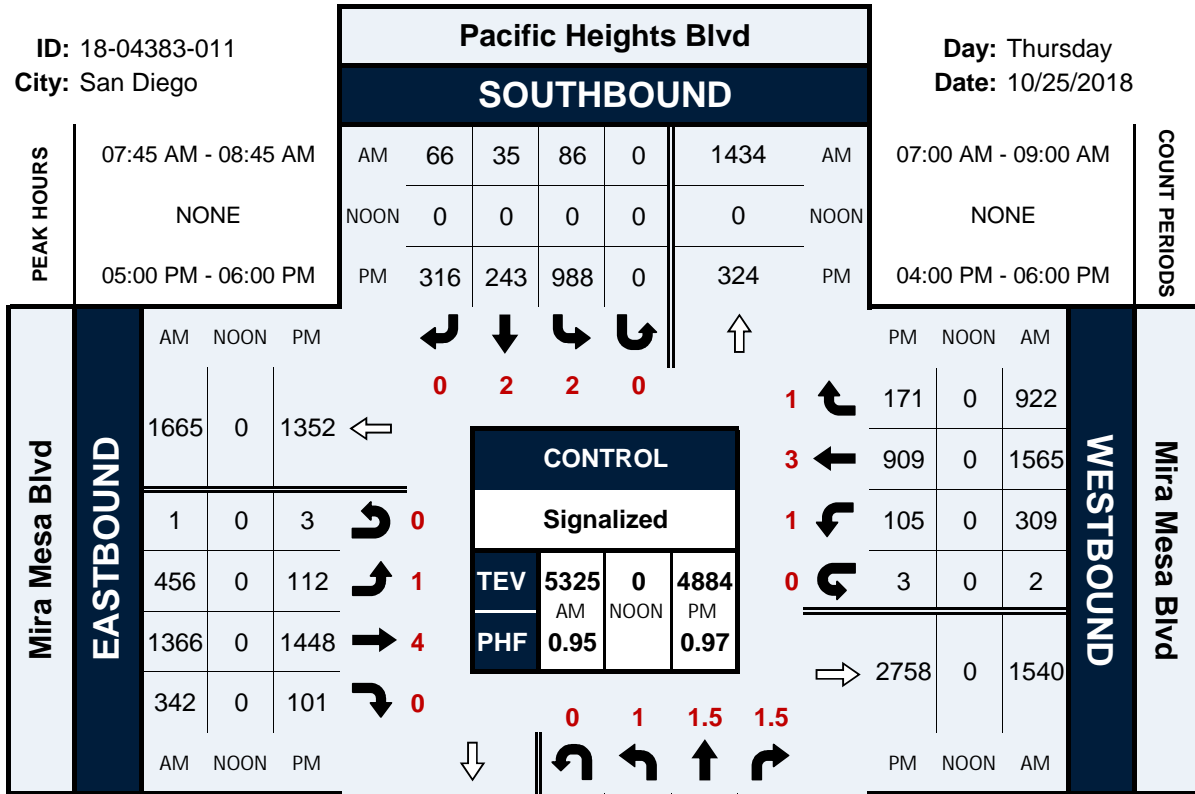 ID: 18-04383-011
City: San Diego
Pacific Heights Blvd
SOUTHBOUND
Day: Thursday
Date: 10/25/2018
PEAK HOURS
07:45 AM - 08:45 AM
NONE
05:00 PM - 06:00 PM
AM 66 35 86 0 1434 AM
NOON 0 0 0 0 0 NOON
PM 316 243 988 0 324 PM
07:00 AM - 09:00 AM
NONE
04:00 PM - 06:00 PM
COUNT PERIODS
0 2 2 0
Mira Mesa Blvd
EASTBOUND
AM NOON PM
1665 0 1352
1 0 3 0
456 0 112 1
1366 0 1448 4
342 0 101 0
AM NOON PM
CONTROL
Signalized
TEV 5325 0 4884
AM NOON PM
PHF 0.95 0.97
PM NOON AM
1 171 0 922
3 909 0 1565
1 105 0 309
0 3 0 2
2758 0 1540
PM NOON AM
WESTBOUND
Mira Mesa Blvd
0 1 1.5 1.5